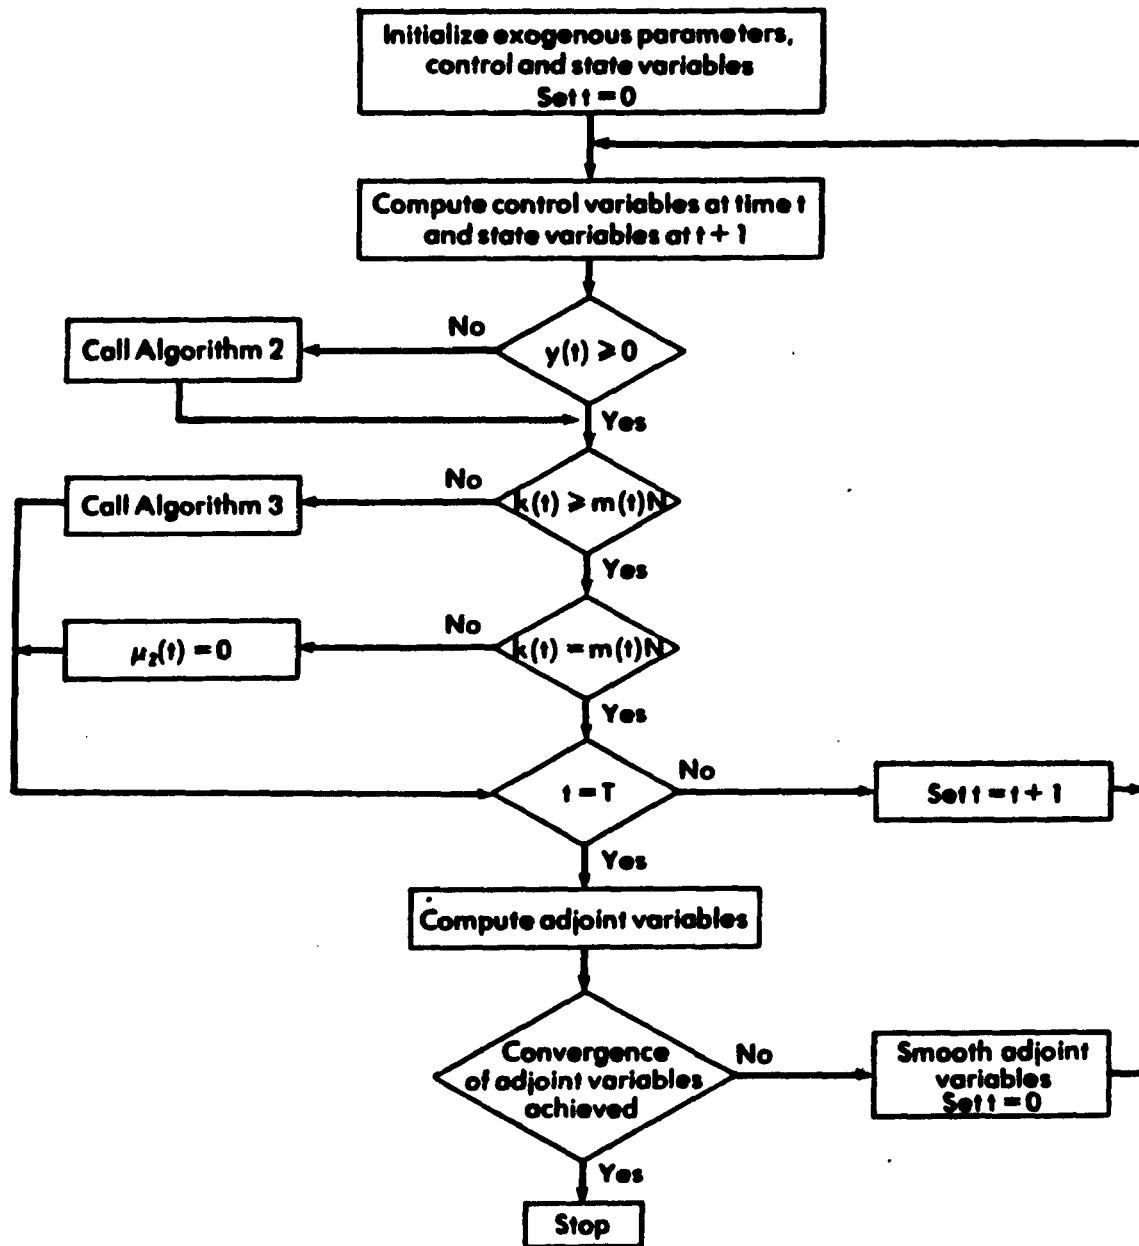 Initialize exogenous parameters,
control and state variables
Set t = 0
Compute control variables at time t
and state variables at t + 1
No
Call Algorithm 2
y(t) ⩾ 0
Yes
No
Call Algorithm 3
k(t) ⩾ m(t)N
Yes
No
μ₂(t) = 0
k(t) = m(t)N
Yes
t = T
No
Set t = t + 1
Yes
Compute adjoint variables
Convergence
of adjoint variables
achieved
No
Smooth adjoint
variables
Set t = 0
Yes
Stop